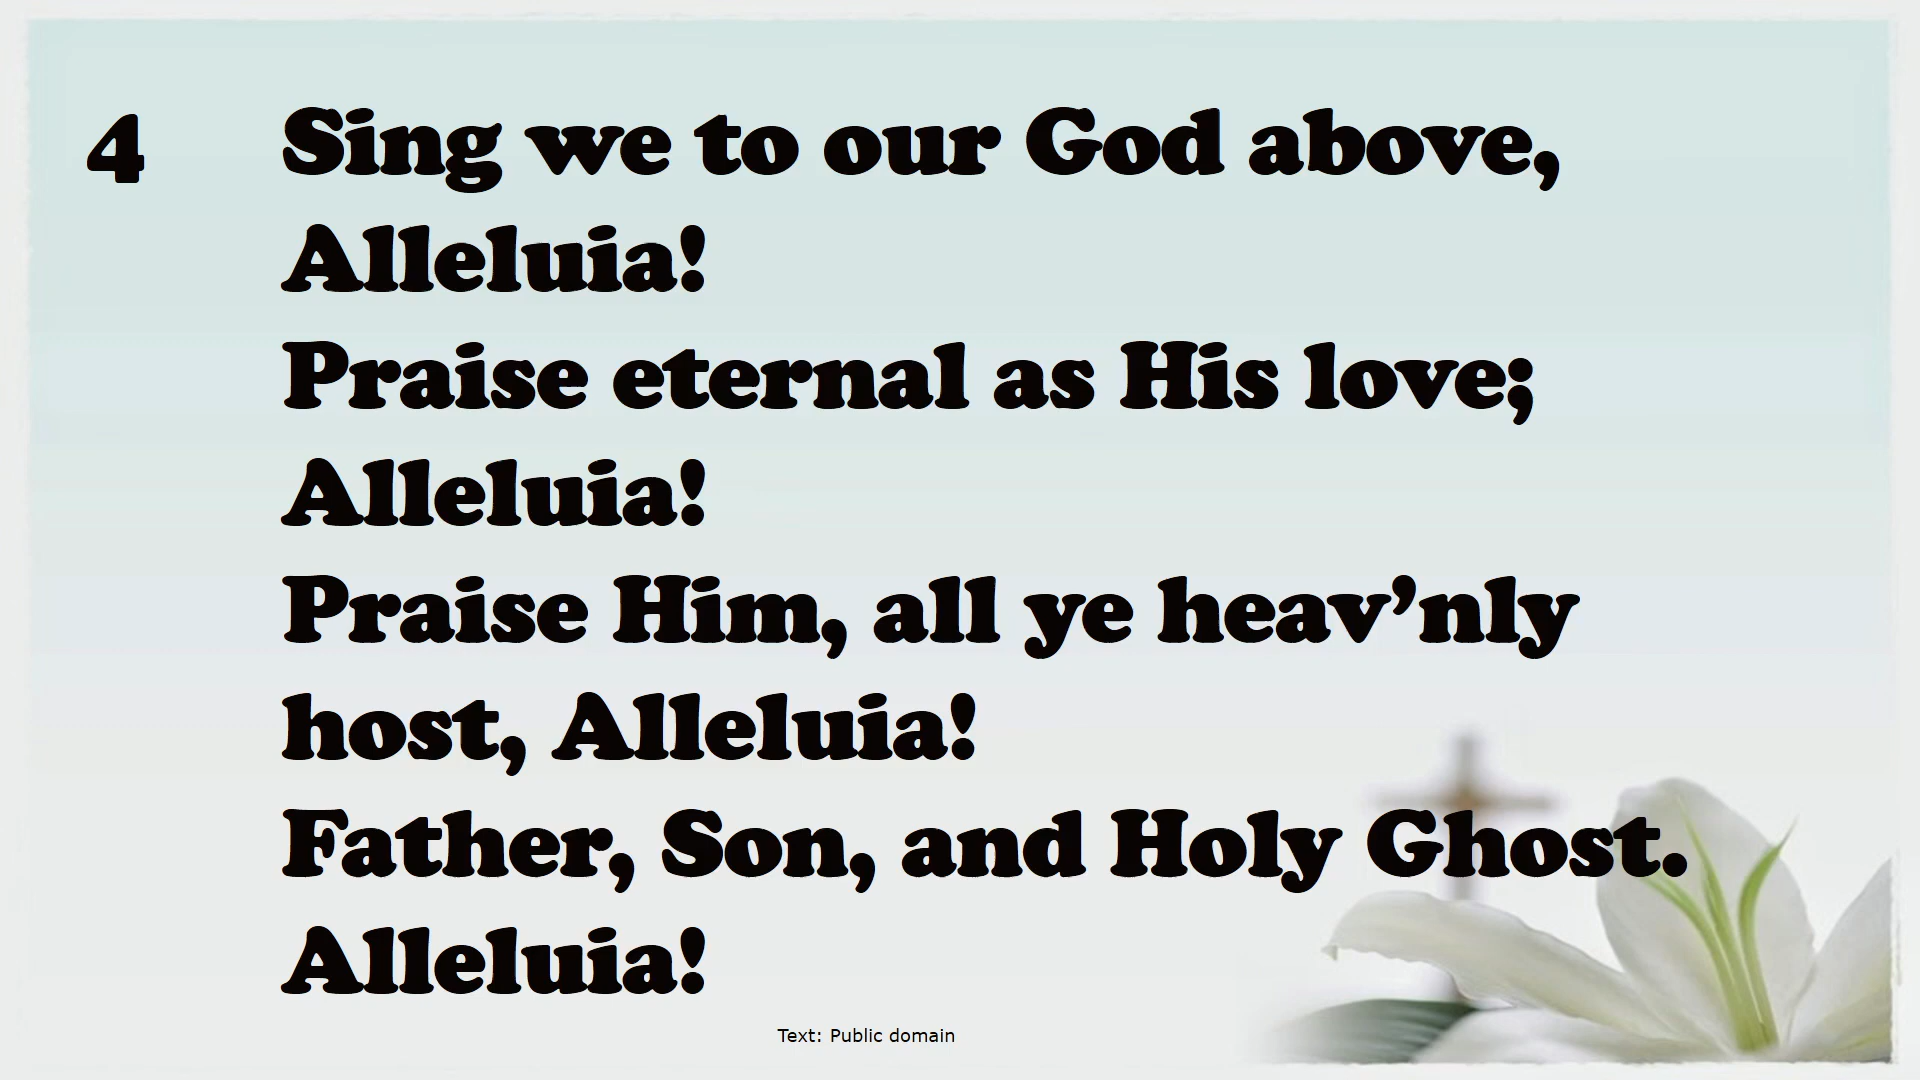 4 Sing we to our God above,
Alleluia!
Praise eternal as His love;
Alleluia!
Praise Him, all ye heav’nly
host, Alleluia!
Father, Son, and Holy Ghost.
Alleluia!
Text: Public domain